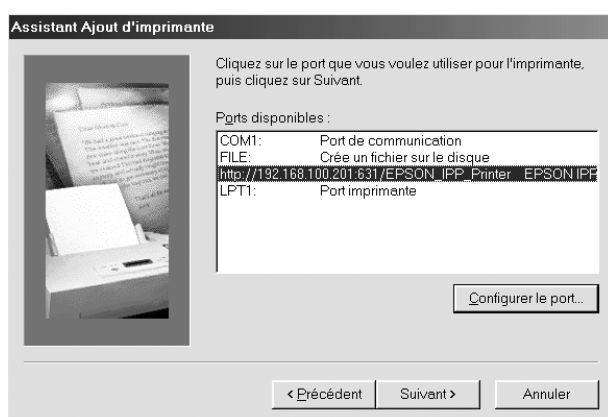 Assistant Ajout d'imprimante
Cliquez sur le port que vous voulez utiliser pour l'imprimante,
puis cliquez sur Suivant.
Ports disponibles :
COM1: Port de communication
FILE: Crée un fichier sur le disque
http://192.168.100.201:631/EPSON_IPP_Printer EPSON IPP
LPT1: Port imprimante
Configurer le port...
< Précédent
Suivant >
Annuler